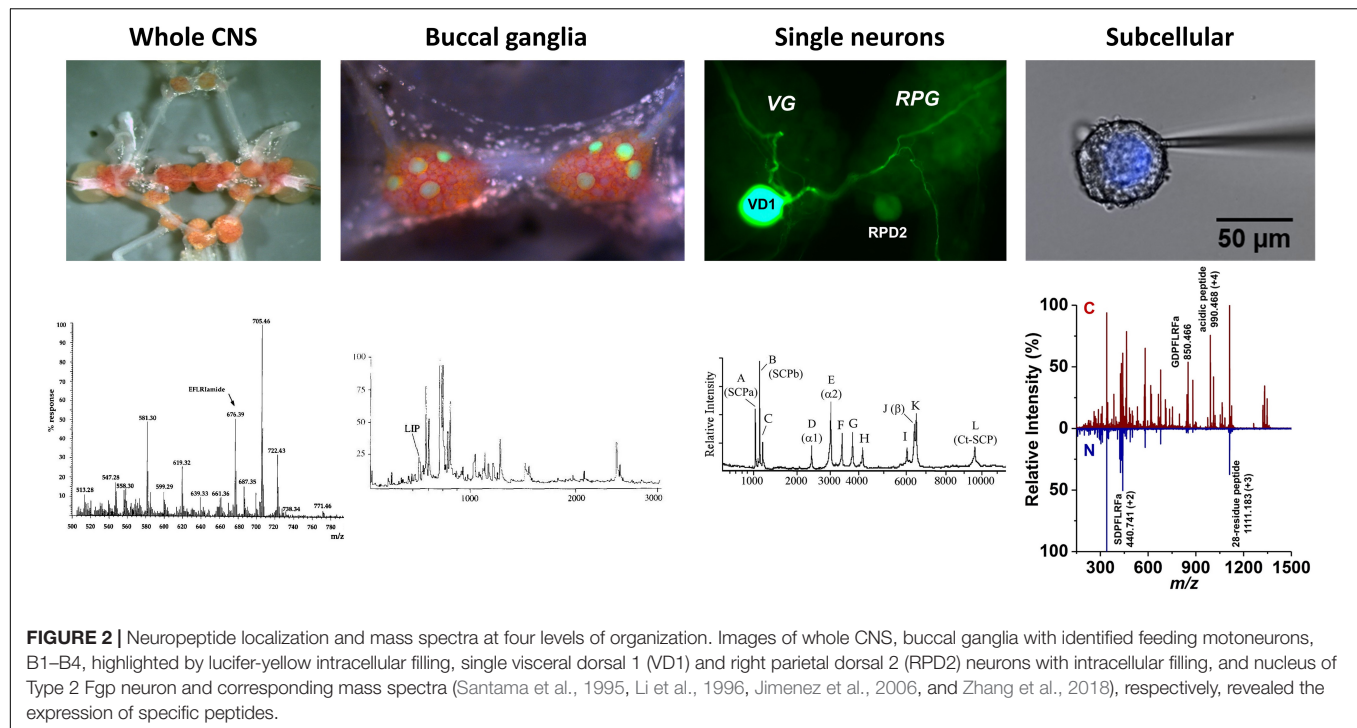 Whole CNS
Buccal ganglia
Single neurons
Subcellular
VG
RPG
VD1
RPD2
50 µm
% response
100
90
80
70
60
50
40
30
20
10
0
513.28
547.28
558.30
581.30
599.29
619.32
639.33
661.36
EFLRIamide
676.39
687.35
705.46
722.43
738.34
771.46
500 520 540 560 580 600 620 640 660 680 700 720 740 760 780
m/z
100
75
50
25
LIP
0 1000 2000 3000
Relative Intensity
A
(SCPa)
B
(SCPb)
C
D
(α1)
E
(α2)
F
G
H
I
J (β)
K
L
(Ct-SCP)
0 1000 2000 3000 4000 6000 8000 10000
Relative Intensity (%)
100
50
0
50
100
C
N
GDPFLRFa
850.466
acidic peptide
990.468 (+4)
SDPFLRFa
440.741 (+2)
28-residue peptide
1111.183 (+3)
300 600 900 1200 1500
m/z
FIGURE 2 | Neuropeptide localization and mass spectra at four levels of organization. Images of whole CNS, buccal ganglia with identified feeding motoneurons,
B1–B4, highlighted by lucifer-yellow intracellular filling, single visceral dorsal 1 (VD1) and right parietal dorsal 2 (RPD2) neurons with intracellular filling, and nucleus of
Type 2 Fgp neuron and corresponding mass spectra (Santama et al., 1995, Li et al., 1996, Jimenez et al., 2006, and Zhang et al., 2018), respectively, revealed the
expression of specific peptides.